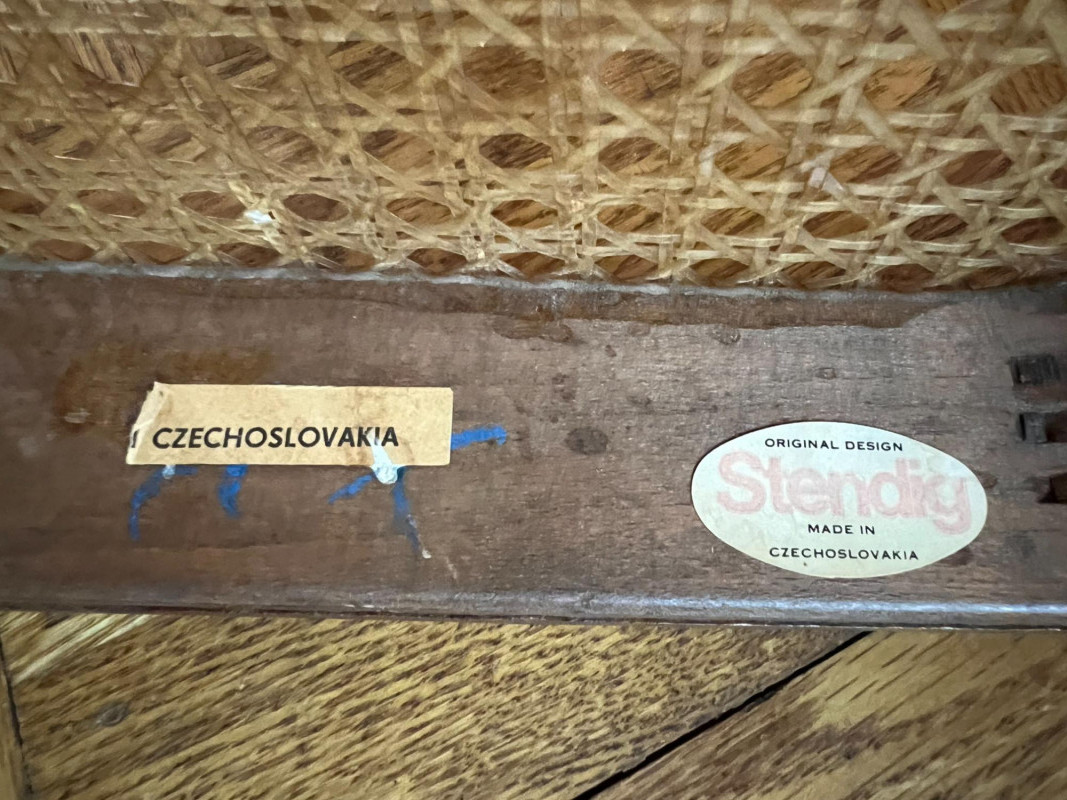 CZECHOSLOVAKIA
ORIGINAL DESIGN
Stendig
MADE IN
CZECHOSLOVAKIA